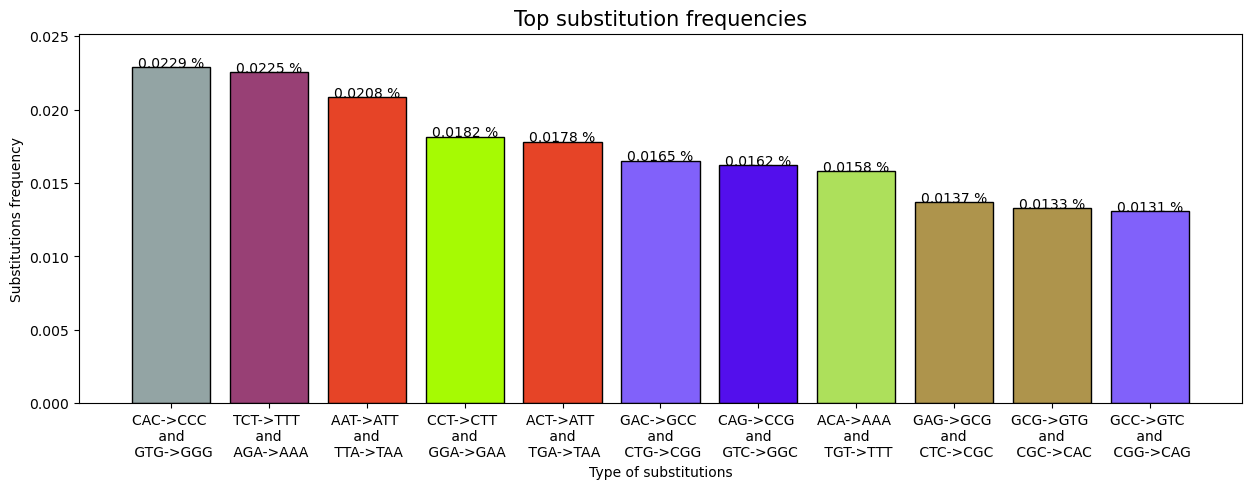 Top substitution frequencies
Substitutions frequency
0.025
0.020
0.015
0.010
0.005
0.000
0.0229 %
0.0225 %
0.0208 %
0.0182 %
0.0178 %
0.0165 %
0.0162 %
0.0158 %
0.0137 %
0.0133 %
0.0131 %
CAC->CCC
and
GTG->GGG
TCT->TTT
and
AGA->AAA
AAT->ATT
and
TTA->TAA
CCT->CTT
and
GGA->GAA
ACT->ATT
and
TGA->TAA
GAC->GCC
and
CTG->CGG
CAG->CCG
and
GTC->GGC
ACA->AAA
and
TGT->TTT
GAG->GCG
and
CTC->CGC
GCG->GTG
and
CGC->CAC
GCC->GTC
and
CGG->CAG
Type of substitutions